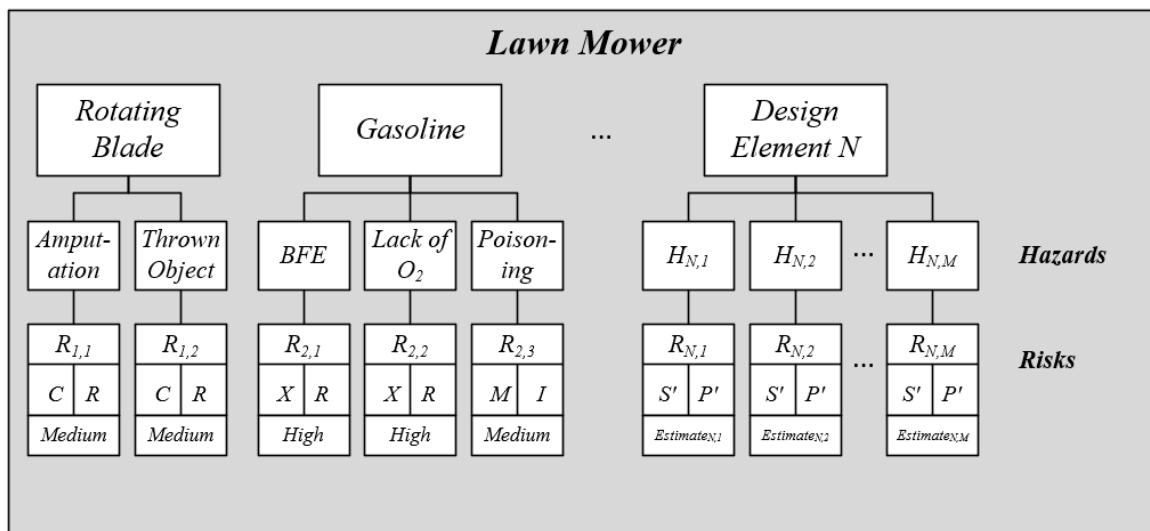 Lawn Mower
Rotating
Blade
Gasoline
...
Design
Element N
Amput-
ation
Thrown
Object
BFE
Lack of
O2
Poison-
ing
HN,1
HN,2
...
HN,M
Hazards
R1,1
R1,2
R2,1
R2,2
R2,3
RN,1
RN,2
...
RN,M
Risks
C R
C R
X R
X R
M I
S' P'
S' P'
S' P'
Medium
Medium
High
High
Medium
EstimateN,1
EstimateN,2
EstimateN,M